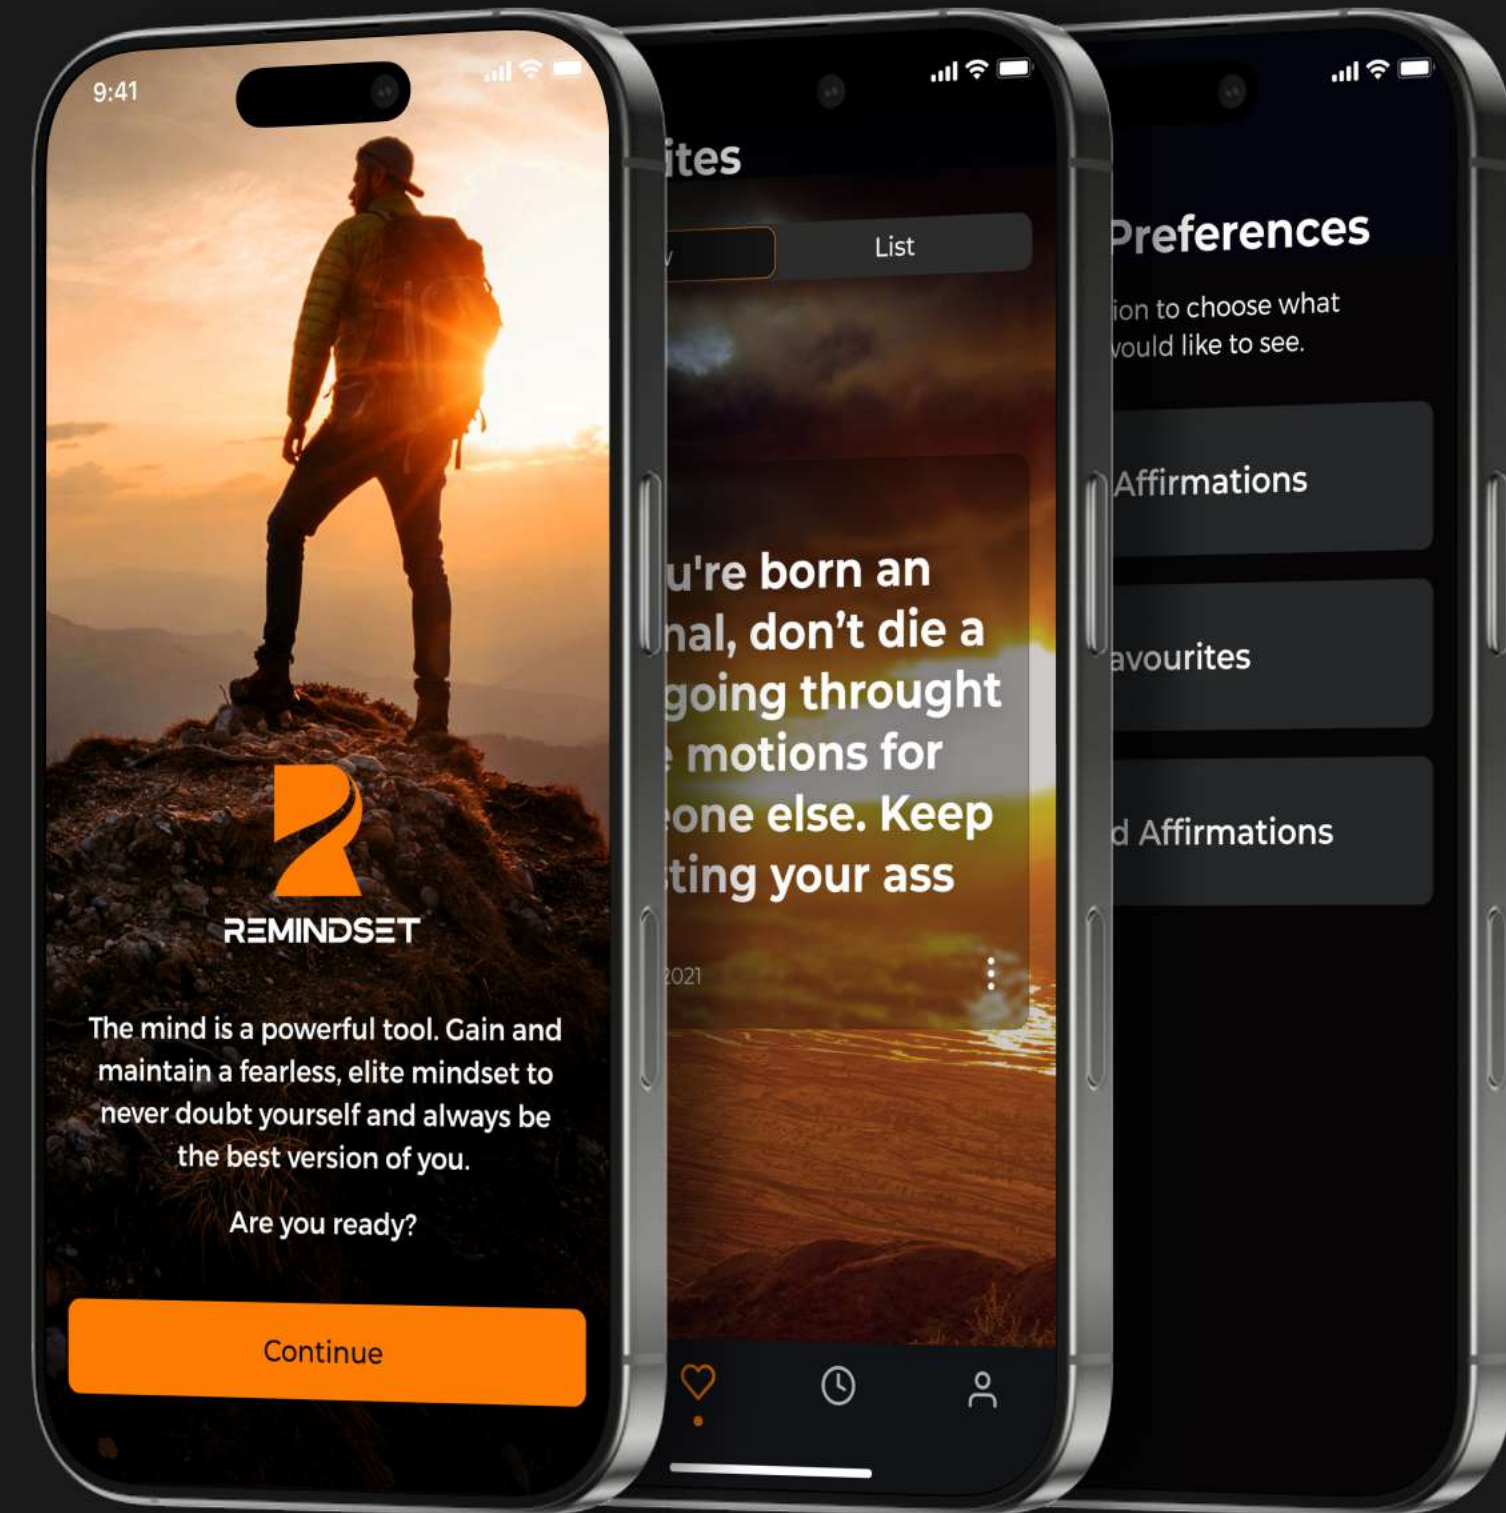 9:41
REMINDSET
The mind is a powerful tool. Gain and
maintain a fearless, elite mindset to
never doubt yourself and always be
the best version of you.
Are you ready?
Continue
ites
List
u're born an
nal, don't die a
going throught
motions for
one else. Keep
ting your ass
2021
Preferences
ion to choose what
would like to see.
Affirmations
avourites
d Affirmations